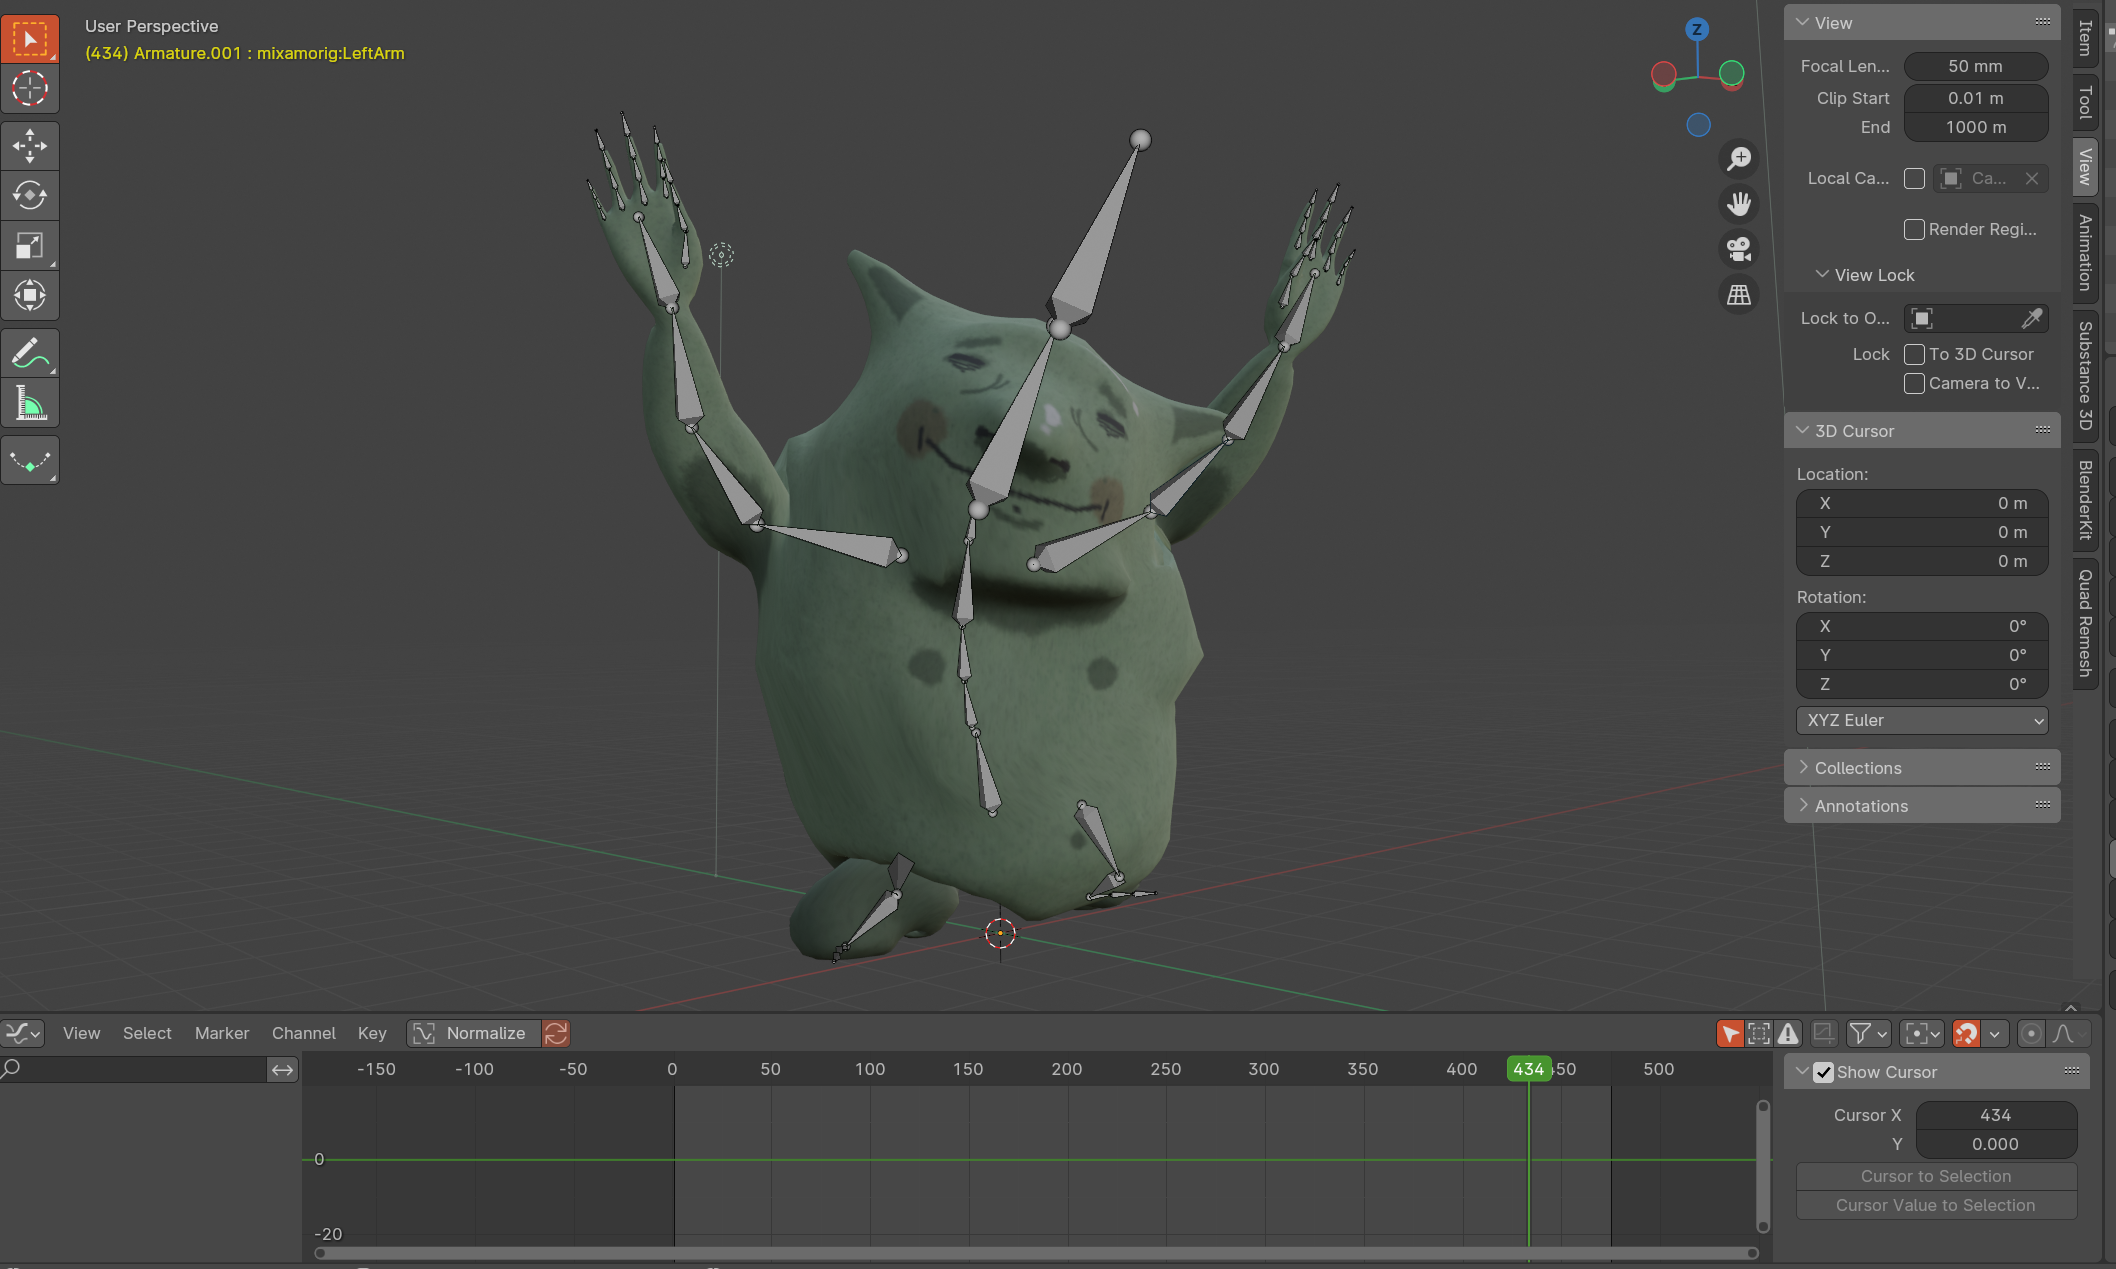 User Perspective
(434) Armature.001 : mixamorig:LeftArm
Z
View
Focal Len... 50 mm
Clip Start 0.01 m
End 1000 m
Local Ca... Ca...
Render Regi...
View Lock
Lock to O...
Lock To 3D Cursor
Camera to V...
3D Cursor
Location:
X 0 m
Y 0 m
Z 0 m
Rotation:
X 0°
Y 0°
Z 0°
XYZ Euler
Collections
Annotations
Item
Tool
View
Animation
Substance 3D
BlenderKit
Quad Remesh
View Select Marker Channel Key Normalize
-150 -100 -50 0 50 100 150 200 250 300 350 400 434 50 500
0
-20
Show Cursor
Cursor X 434
Y 0.000
Cursor to Selection
Cursor Value to Selection